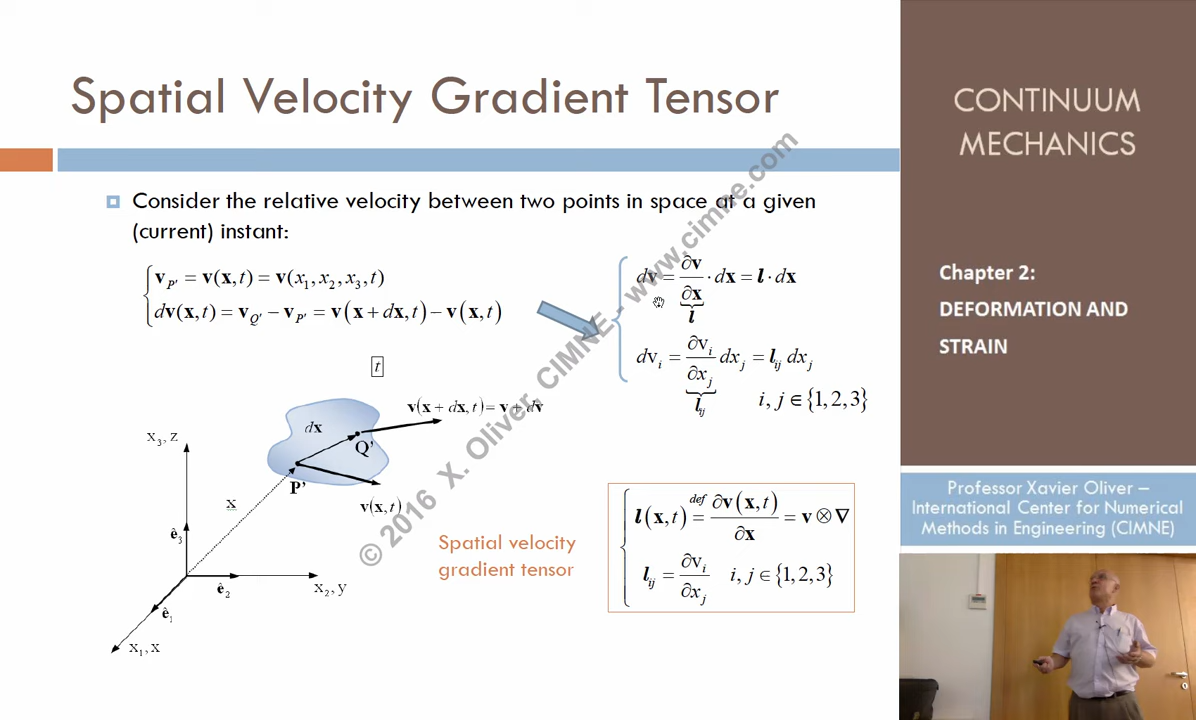 Spatial Velocity Gradient Tensor
Consider the relative velocity between two points in space at a given
(current) instant:
v_P' = v(x,t) = v(x₁, x₂, x₃, t)
dv(x,t) = v_Q' − v_P' = v(x + dx, t) − v(x,t)
dv = ∂v/∂x · dx = l · dx
l
dv_i = ∂v_i/∂x_j dx_j = l_ij dx_j
l_ij
i, j ∈ {1,2,3}
t
v(x + dx, t) = v + dv
dx
Q'
P'
v(x,t)
x
x₃, z
ê₃
ê₂
x₂, y
ê₁
x₁, x
Spatial velocity
gradient tensor
l(x,t) def= ∂v(x,t)/∂x = v ⊗ ∇
l_ij = ∂v_i/∂x_j i, j ∈ {1,2,3}
© 2016 X. Oliver, CIMNE - www.cimne.com
CONTINUUM
MECHANICS
Chapter 2:
DEFORMATION AND
STRAIN
Professor Xavier Oliver –
International Center for Numerical
Methods in Engineering (CIMNE)